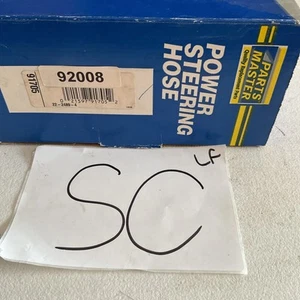 91705
92008
POWER
STEERING
HOSE
PARTS
MASTER
LF
SC